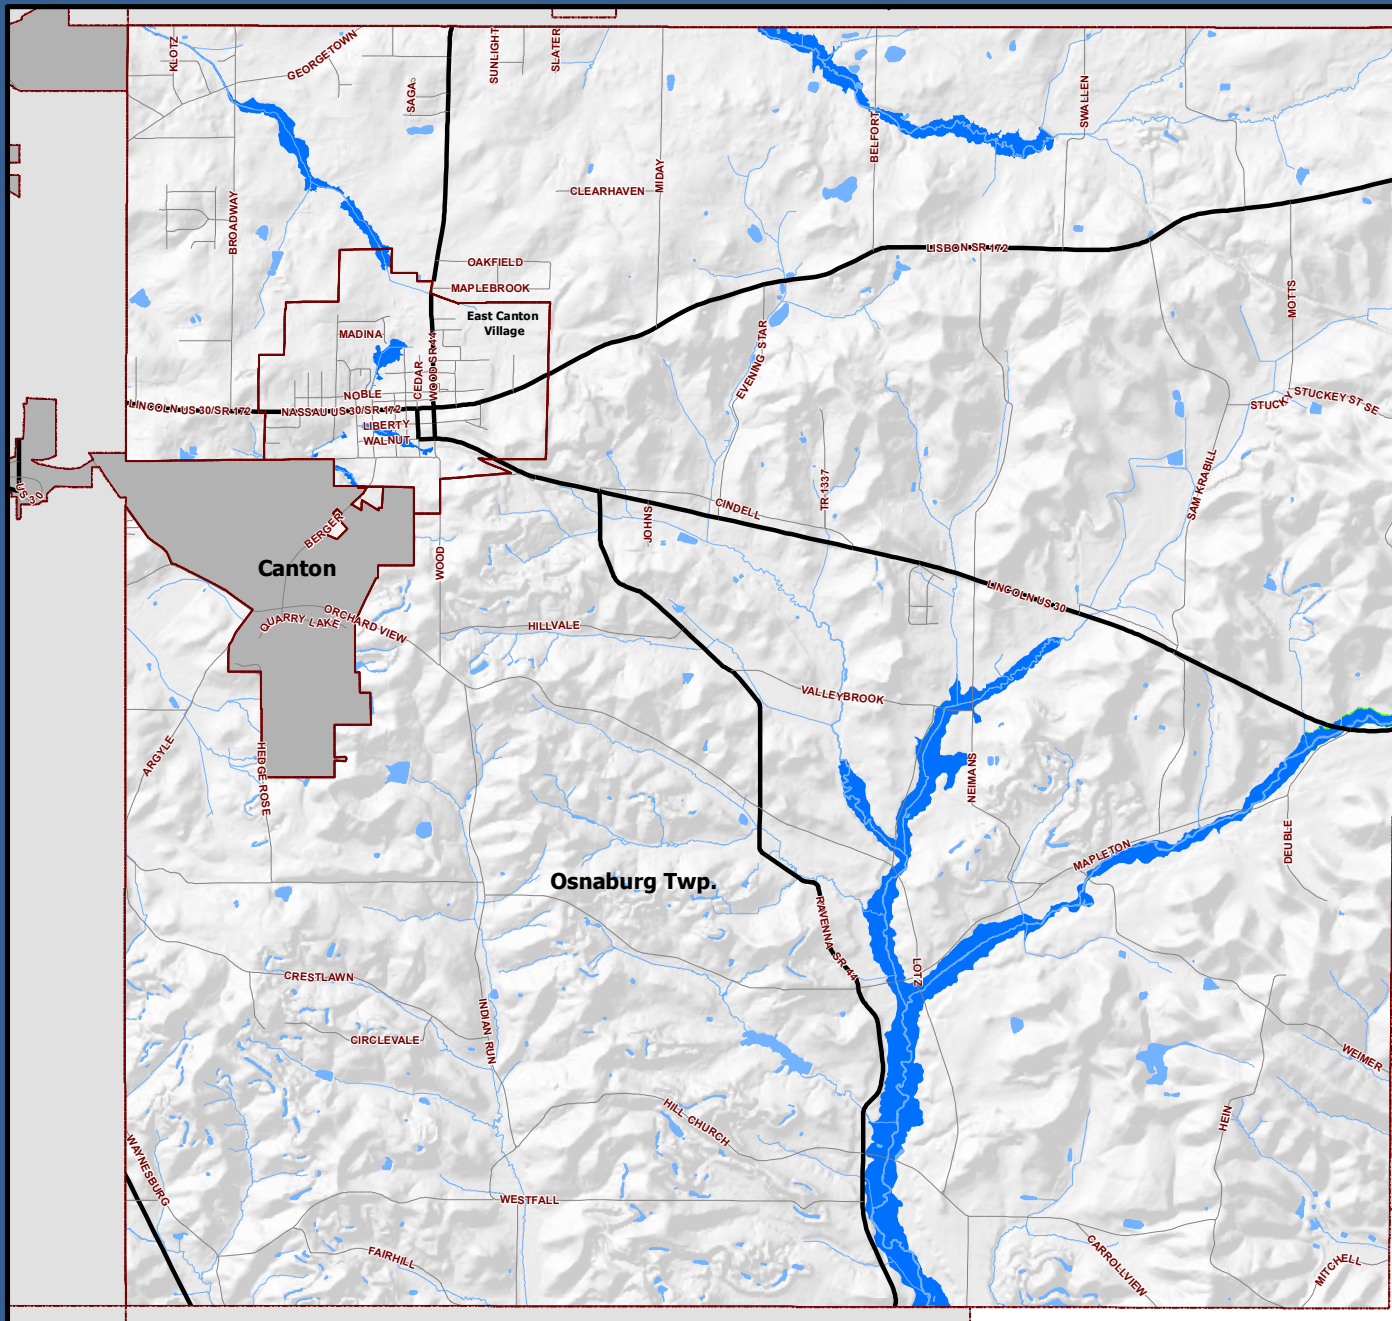 KLOTZ
GEORGETOWN
SUNLIGHT
SLATER
SAGA
SWALLEN
BELFORT
MIDAY
CLEARHAVEN
BROADWAY
LISBON SR 172
OAKFIELD
MAPLEBROOK
MOTTS
East Canton
Village
MADINA
WOOD SR 44
CEDAR
EVENING STAR
NOBLE
LINCOLN US 30/SR 172
NASSAU US 30/SR 172
LIBERTY
WALNUT
STUCKY
STUCKEY ST SE
SAM KRABILL
US 30
TR 1337
CINDELL
JOHNS
BERGER
WOOD
Canton
LINCOLN US 30
QUARRY LAKE
ORCHARD VIEW
HILLVALE
VALLEYBROOK
ARGYLE
HEDGEROSE
NEIMANS
DEUBLE
MAPLETON
Osnaburg Twp.
RAVENNA SR 44
LOTZ
CRESTLAWN
INDIAN RUN
CIRCLEVALE
WEIMER
HILL CHURCH
HEIN
WAYNESBURG
WESTFALL
FAIRHILL
CARROLLVIEW
MITCHELL